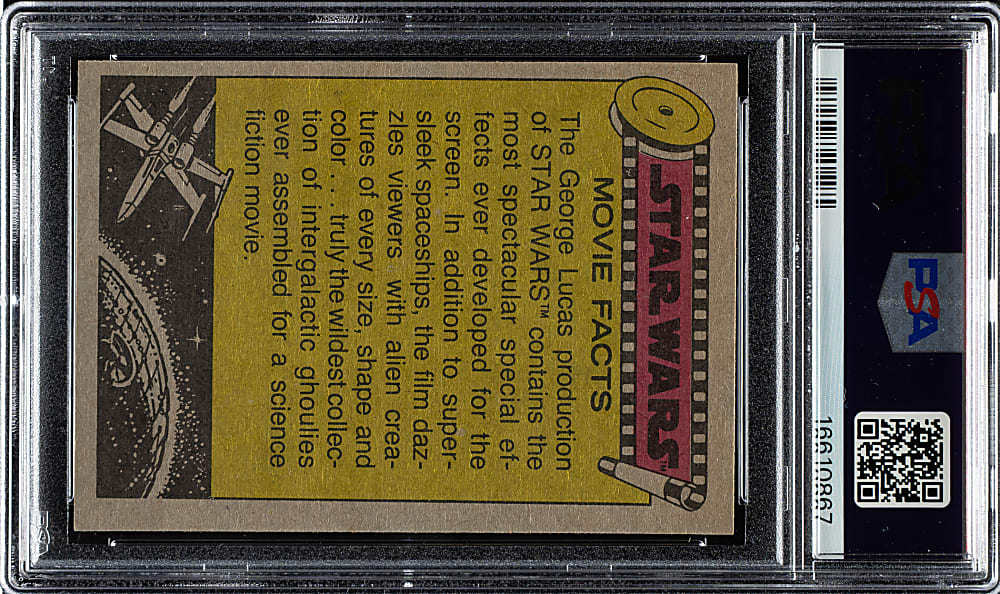 STAR WARS™
MOVIE FACTS
The George Lucas production
of STAR WARS™ contains the
most spectacular special ef-
fects ever developed for the
screen. In addition to super-
sleek spaceships, the film daz-
zles viewers with alien crea-
tures of every size, shape and
color ... truly the wildest collec-
tion of intergalactic ghoulies
ever assembled for a science
fiction movie.
PSA
16610867